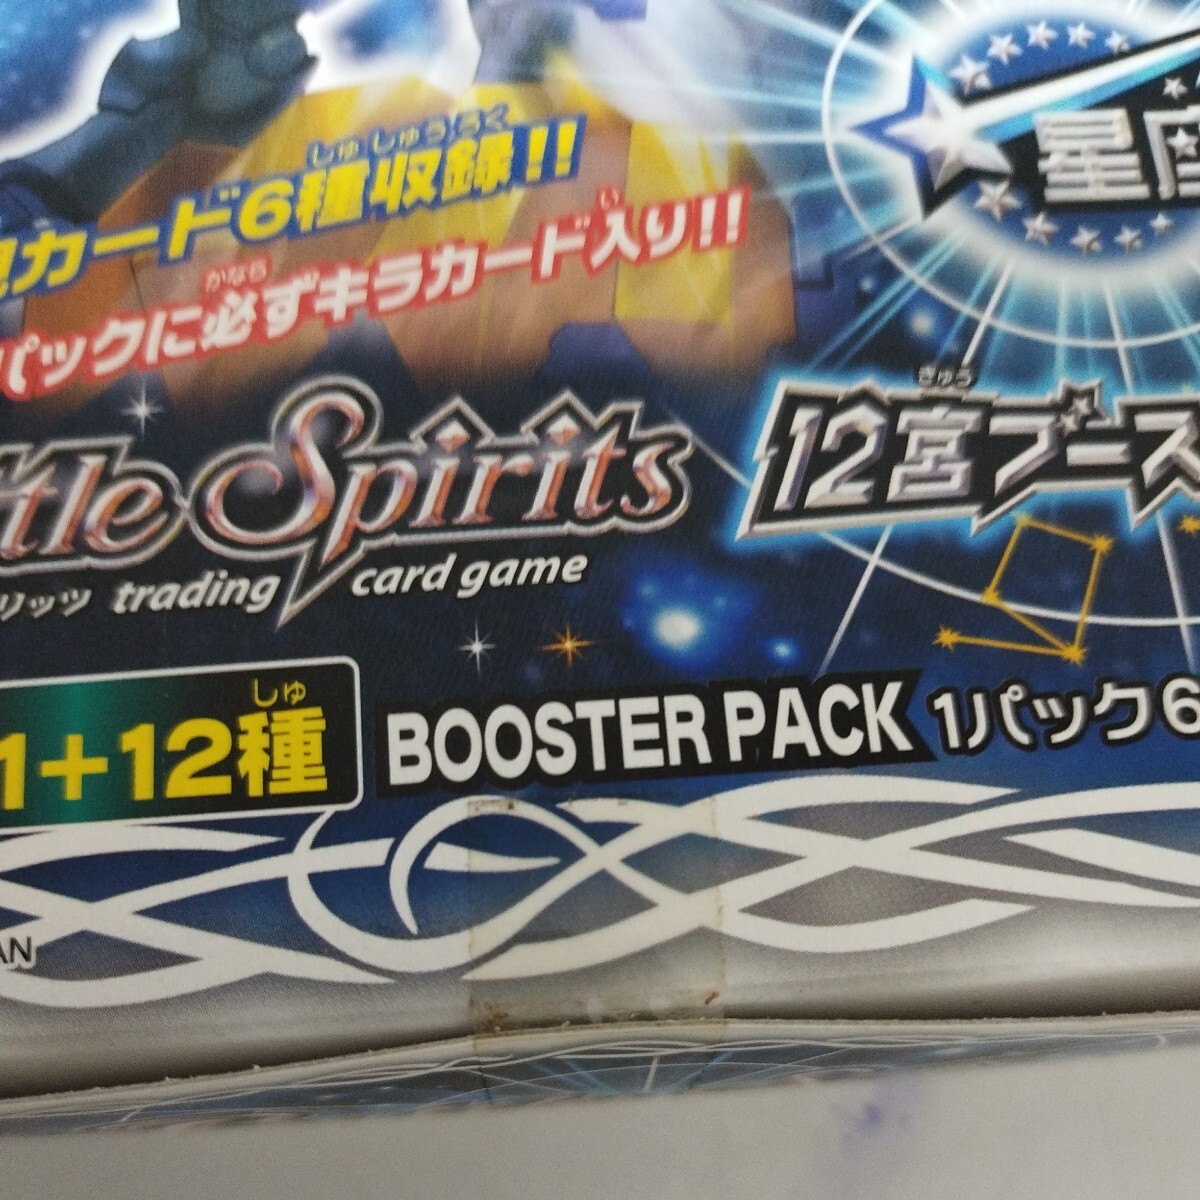 しゅ しゅうろく
カード6種収録!!
かなら い
パックに必ずキラカード入り!!
星座
ttle Spirits
リッツ trading card game
きゅう
12宮ブース
しゅ
1+12種
BOOSTER PACK 1パック6
AN